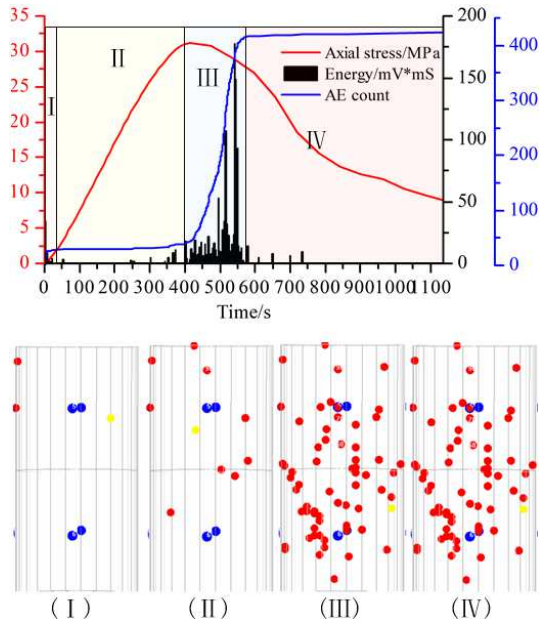 35
30
25
20
15
10
5
0
200
150
100
50
0
400
300
200
100
0
I
II
III
IV
Axial stress/MPa
Energy/mV*mS
AE count
0 100 200 300 400 500 600 700 800 900 1000 1100
Time/s
(I) (II) (III) (IV)